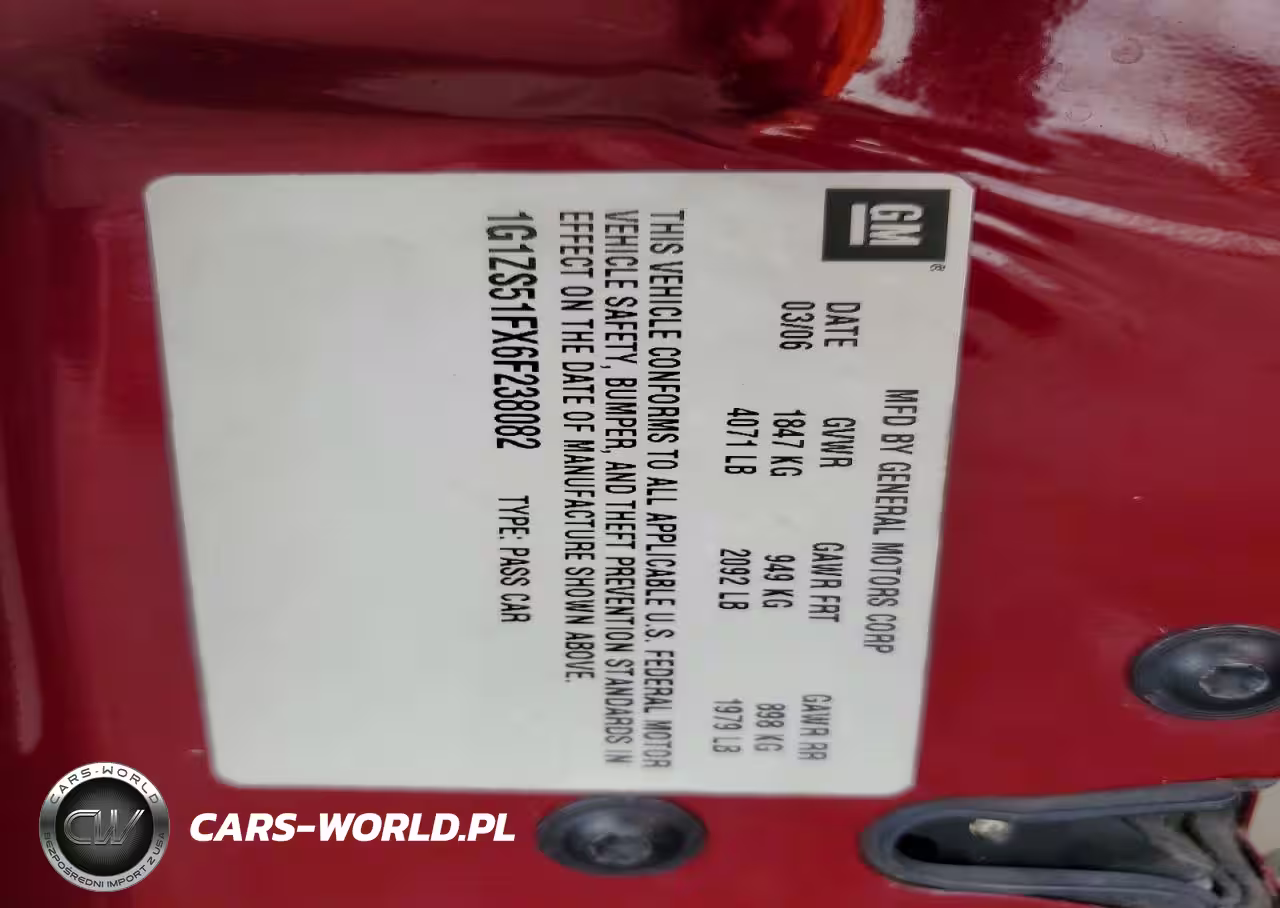 GM
®
MFD BY GENERAL MOTORS CORP
DATE GVWR GAWR FRT GAWR RR
03/06 1847 KG 949 KG 898 KG
4071 LB 2092 LB 1979 LB
THIS VEHICLE CONFORMS TO ALL APPLICABLE U.S. FEDERAL MOTOR
VEHICLE SAFETY, BUMPER, AND THEFT PREVENTION STANDARDS IN
EFFECT ON THE DATE OF MANUFACTURE SHOWN ABOVE.
1G1ZS51FX6F238082 TYPE: PASS CAR
CARS-WORLD
CW
BEZPOŚREDNI IMPORT Z USA
CARS-WORLD.PL